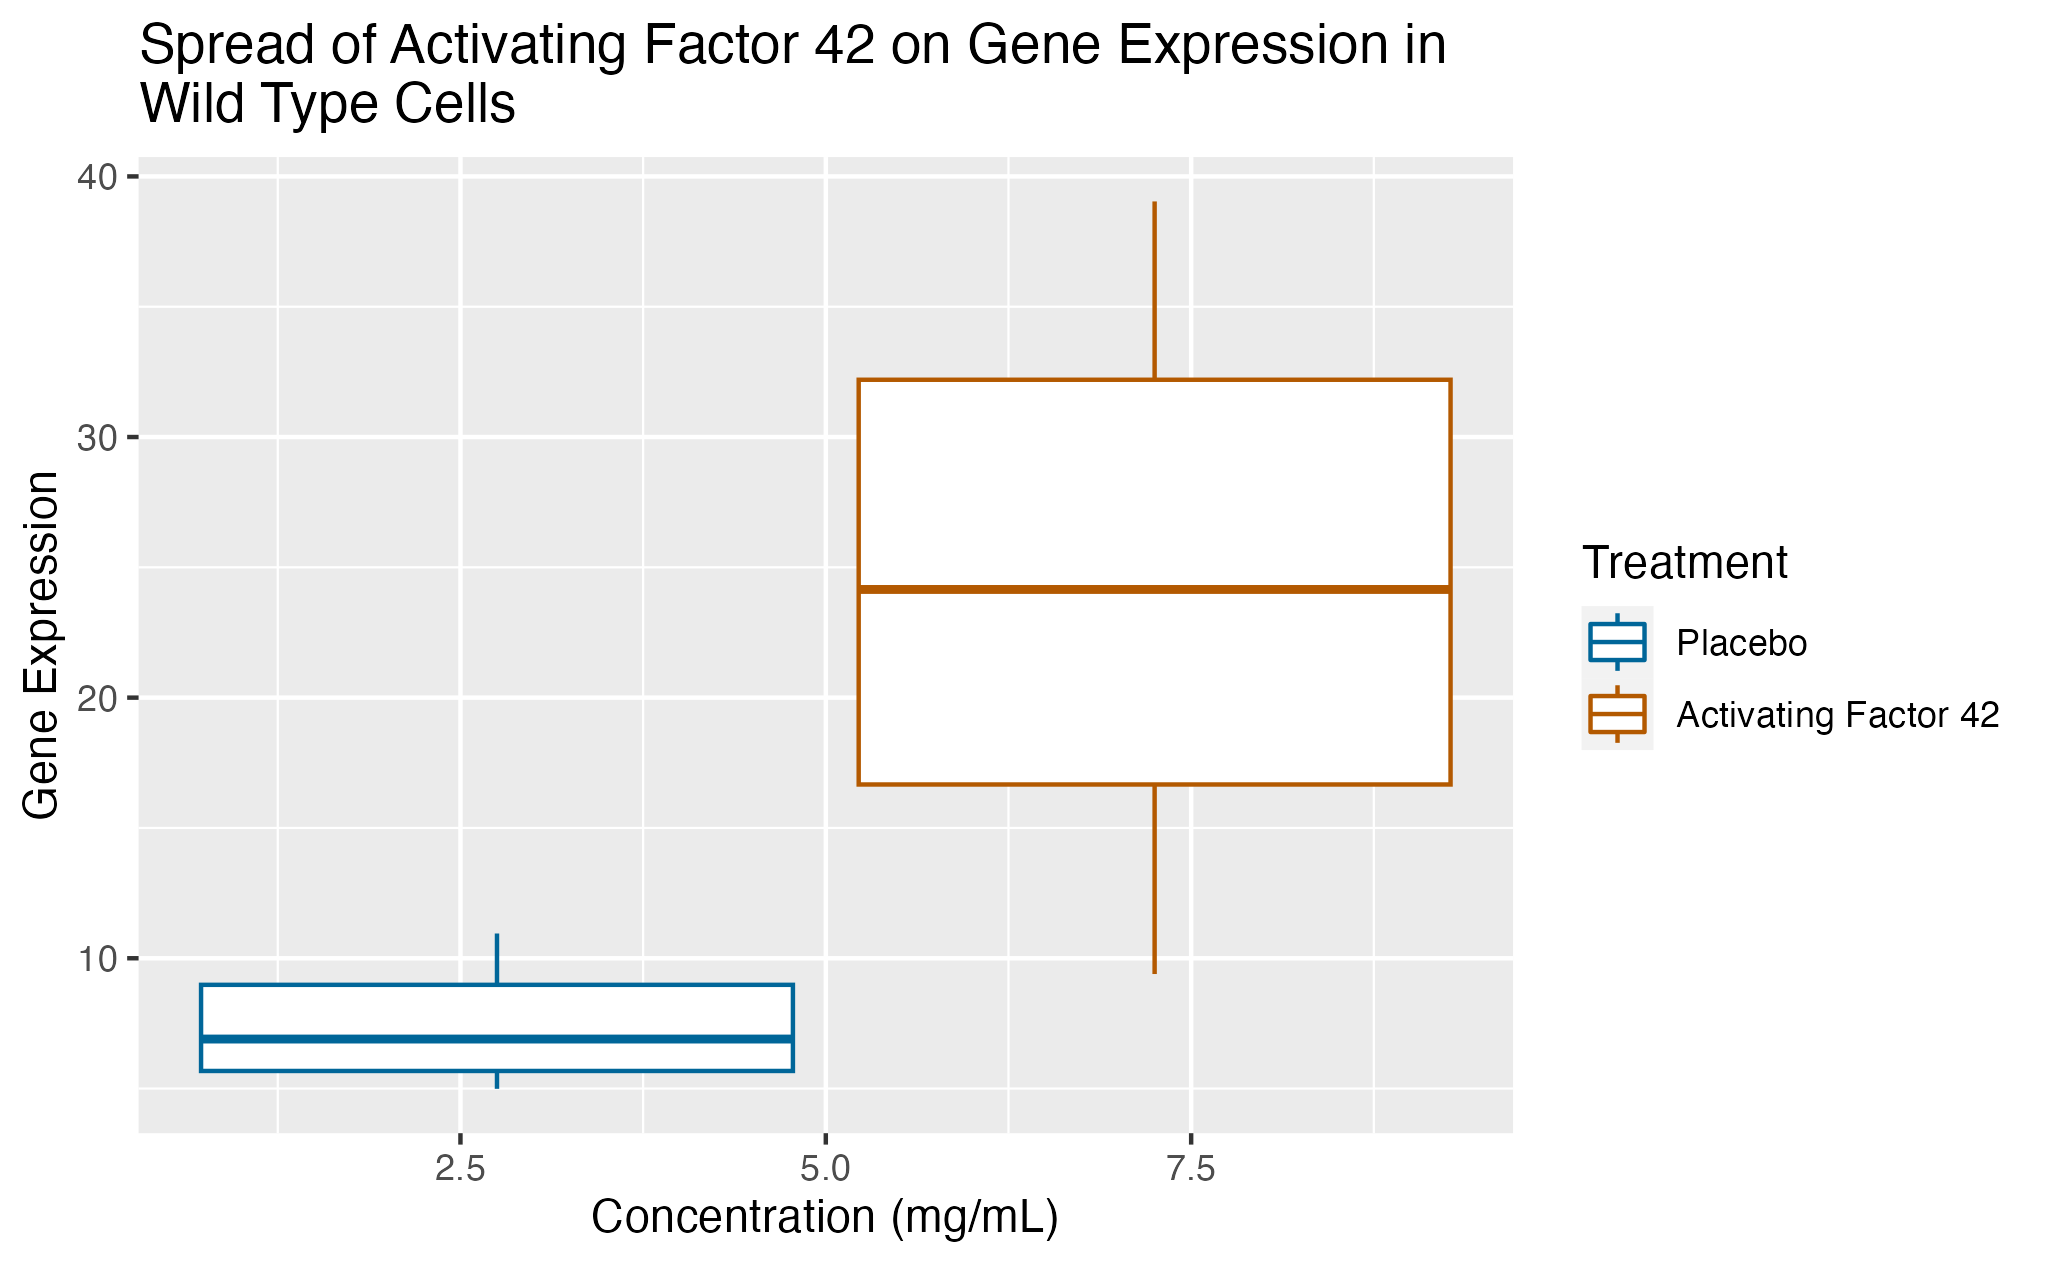 Spread of Activating Factor 42 on Gene Expression in
Wild Type Cells
Gene Expression
40
30
20
10
2.5
5.0
7.5
Concentration (mg/mL)
Treatment
Placebo
Activating Factor 42